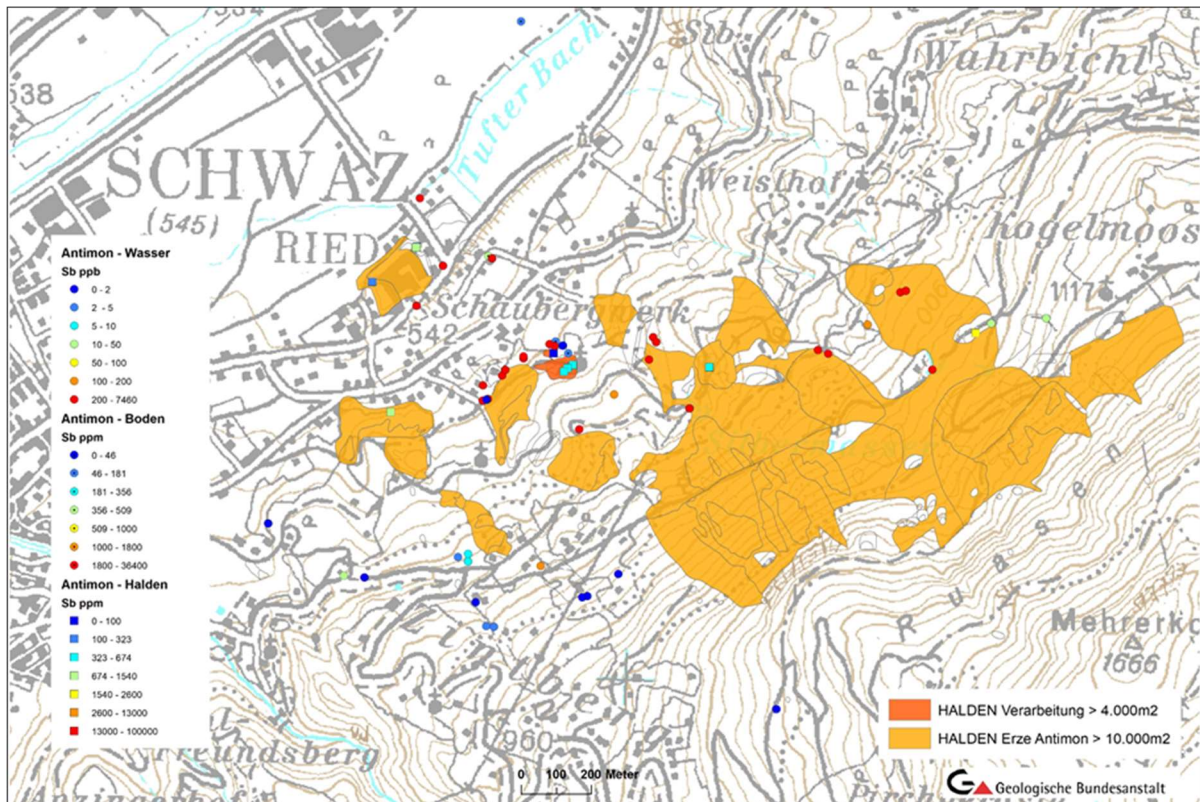 538
SCHWAZ
(545)
RIED
Tufter Bach
Sib
Wahrbichl
Weisthof
Kogelmoos
1117
542
Schaubergwerk
Antimon - Wasser
Sb ppb
0 - 2
2 - 5
5 - 10
10 - 50
50 - 100
100 - 200
200 - 7460
Antimon - Boden
Sb ppm
0 - 46
46 - 181
181 - 356
356 - 509
509 - 1000
1000 - 1800
1800 - 36400
Antimon - Halden
Sb ppm
0 - 100
100 - 323
323 - 674
674 - 1540
1540 - 2600
2600 - 13000
13000 - 100000
Freundsberg
960
1666
0 100 200 Meter
HALDEN Verarbeitung > 4.000m2
HALDEN Erze Antimon > 10.000m2
Geologische Bundesanstalt